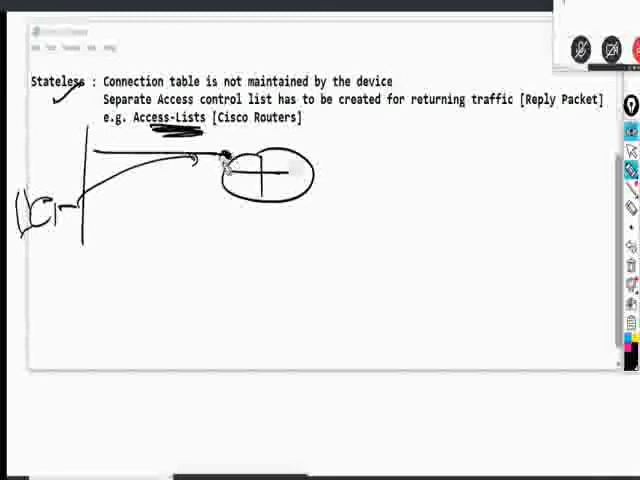 Stateless : Connection table is not maintained by the device
Separate Access control list has to be created for returning traffic [Reply Packet]
e.g. Access-Lists [Cisco Routers]